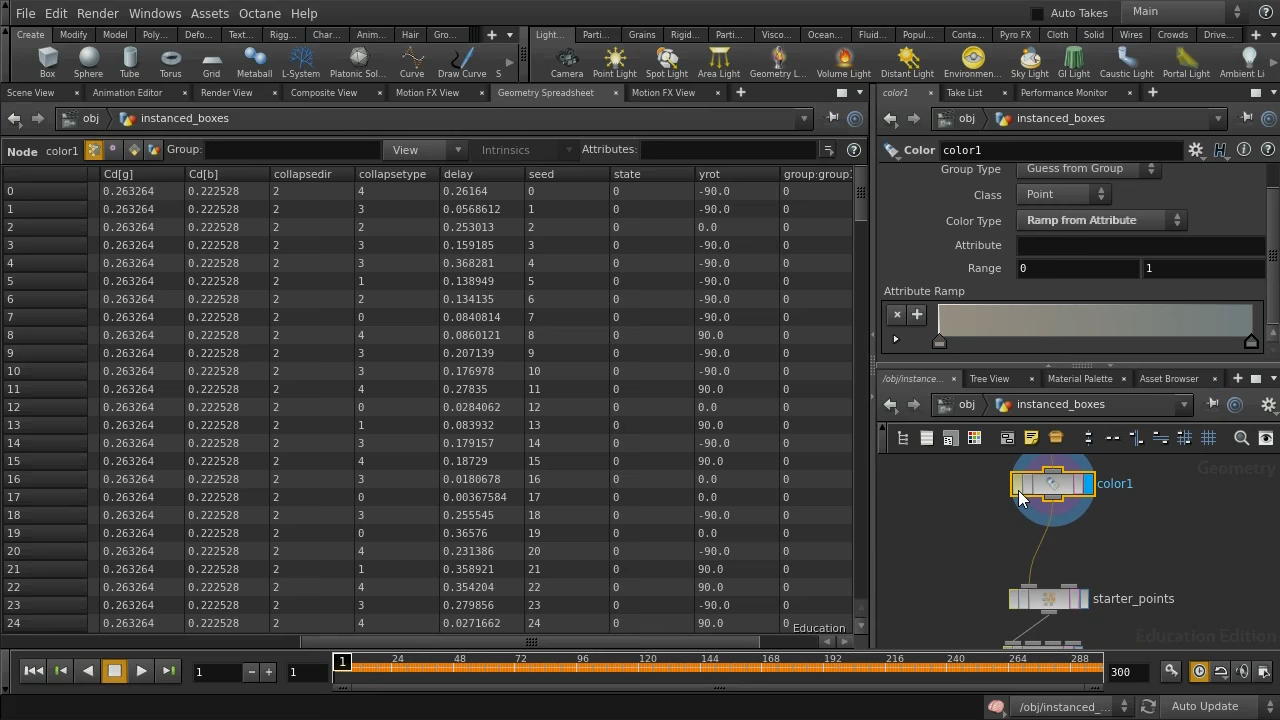 File Edit Render Windows Assets Octane Help Auto Takes Main
Create Modify Model Poly... Defo... Text... Rigg... Char... Anim... Hair Gro... Light... Parti... Grains Rigid... Parti... Visco... Ocean... Fluid... Popul... Conta... Pyro FX Cloth Solid Wires Crowds Drive...
Box Sphere Tube Torus Grid Metaball L-System Platonic Sol... Curve Draw Curve S Camera Point Light Spot Light Area Light Geometry L... Volume Light Distant Light Environmen... Sky Light GI Light Caustic Light Portal Light Ambient Li
Scene View Animation Editor Render View Composite View Motion FX View Geometry Spreadsheet Motion FX View
obj instanced_boxes
Node color1 Group: View Intrinsics Attributes:
Cd[g] Cd[b] collapsedir collapsetype delay seed state yrot group:group:
0 0.263264 0.222528 2 4 0.26164 0 0 -90.0 0
1 0.263264 0.222528 2 3 0.0568612 1 0 -90.0 0
2 0.263264 0.222528 2 2 0.253013 2 0 0.0 0
3 0.263264 0.222528 2 3 0.159185 3 0 -90.0 0
4 0.263264 0.222528 2 3 0.368281 4 0 -90.0 0
5 0.263264 0.222528 2 1 0.138949 5 0 -90.0 0
6 0.263264 0.222528 2 2 0.134135 6 0 -90.0 0
7 0.263264 0.222528 2 0 0.0840814 7 0 -90.0 0
8 0.263264 0.222528 2 4 0.0860121 8 0 90.0 0
9 0.263264 0.222528 2 3 0.207139 9 0 -90.0 0
10 0.263264 0.222528 2 3 0.176978 10 0 -90.0 0
11 0.263264 0.222528 2 4 0.27835 11 0 90.0 0
12 0.263264 0.222528 2 0 0.0284062 12 0 0.0 0
13 0.263264 0.222528 2 1 0.083932 13 0 90.0 0
14 0.263264 0.222528 2 3 0.179157 14 0 -90.0 0
15 0.263264 0.222528 2 4 0.18729 15 0 90.0 0
16 0.263264 0.222528 2 3 0.0180678 16 0 0.0 0
17 0.263264 0.222528 2 0 0.00367584 17 0 0.0 0
18 0.263264 0.222528 2 3 0.255545 18 0 -90.0 0
19 0.263264 0.222528 2 0 0.36576 19 0 0.0 0
20 0.263264 0.222528 2 4 0.231386 20 0 -90.0 0
21 0.263264 0.222528 2 1 0.358921 21 0 90.0 0
22 0.263264 0.222528 2 4 0.354204 22 0 90.0 0
23 0.263264 0.222528 2 3 0.279856 23 0 -90.0 0
24 0.263264 0.222528 2 4 0.0271662 24 0 90.0 0
Education
color1 Take List Performance Monitor
obj instanced_boxes
Color color1
Group Type Guess from Group
Class Point
Color Type Ramp from Attribute
Attribute
Range 0 1
Attribute Ramp
/obj/instance... Tree View Material Palette Asset Browser
obj instanced_boxes
Geometry
color1
starter_points
Education Edition
1 1 1 24 48 72 96 120 144 168 192 216 240 264 288 300
/obj/instanced_... Auto Update